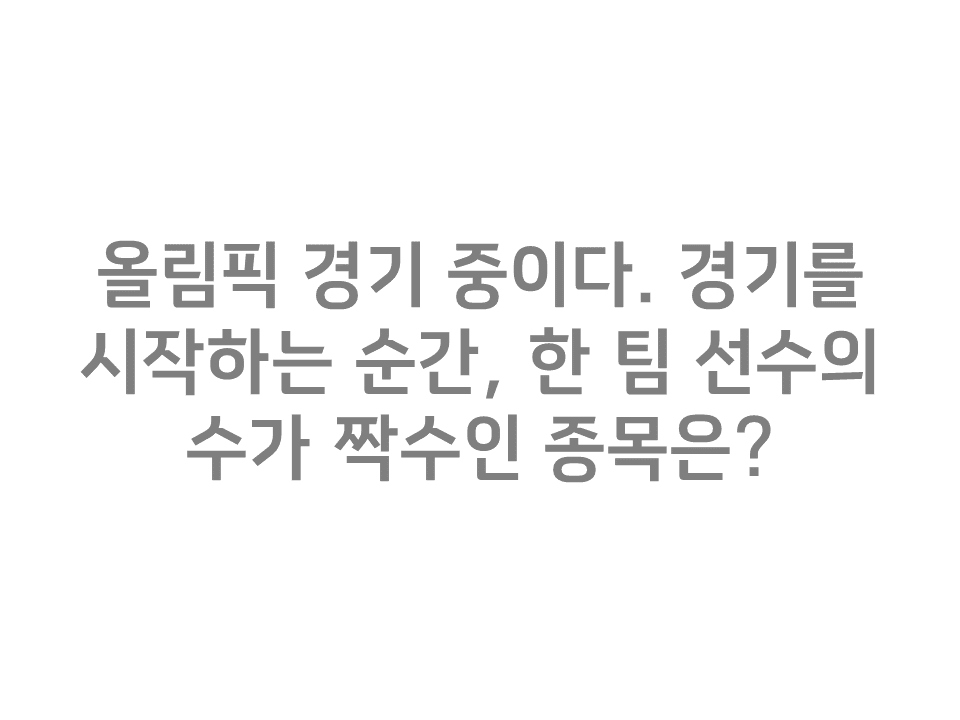 올림픽 경기 중이다. 경기를
시작하는 순간, 한 팀 선수의
수가 짝수인 종목은?